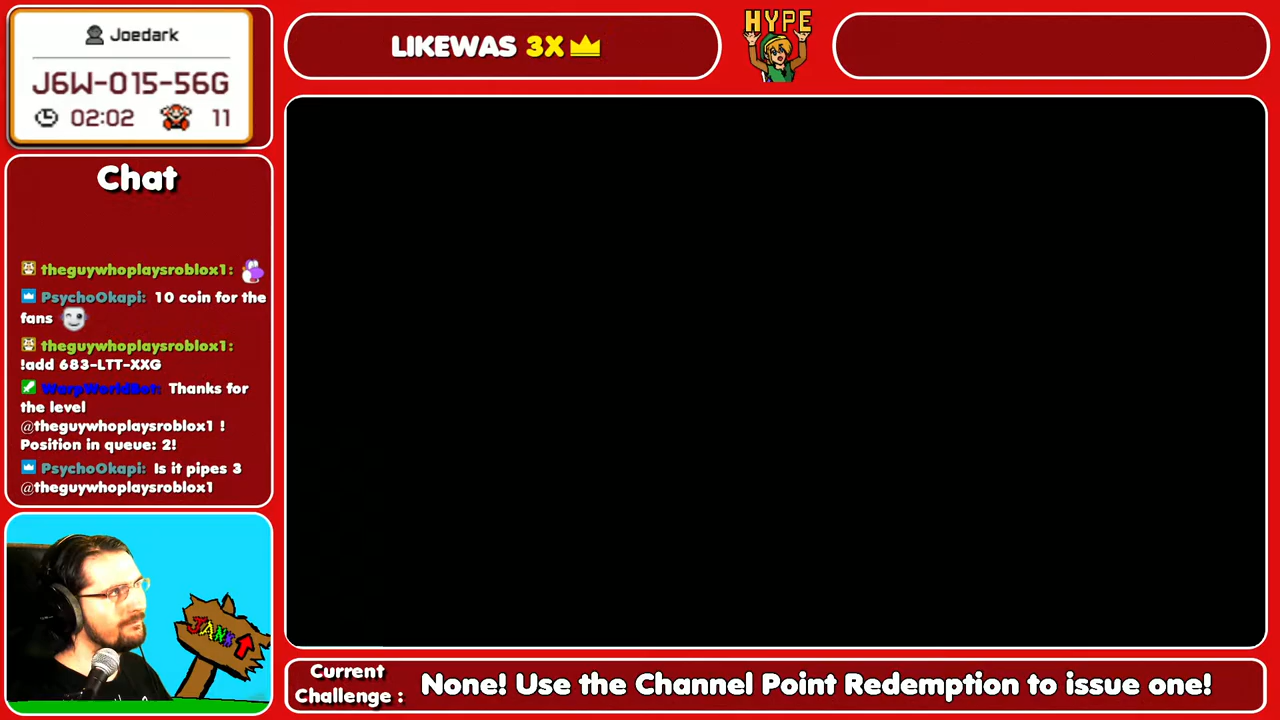 Joedark
J6W-015-56G
02:02 11
LIKEWAS 3X
HYPE
Chat
theguywhoplaysroblox1:
PsychoOkapi: 10 coin for the
fans
theguywhoplaysroblox1:
!add 683-LTT-XXG
WarpWorldBot: Thanks for
the level
@theguywhoplaysroblox1 !
Position in queue: 2!
PsychoOkapi: Is it pipes 3
@theguywhoplaysroblox1
JANK
Current
Challenge :
None! Use the Channel Point Redemption to issue one!